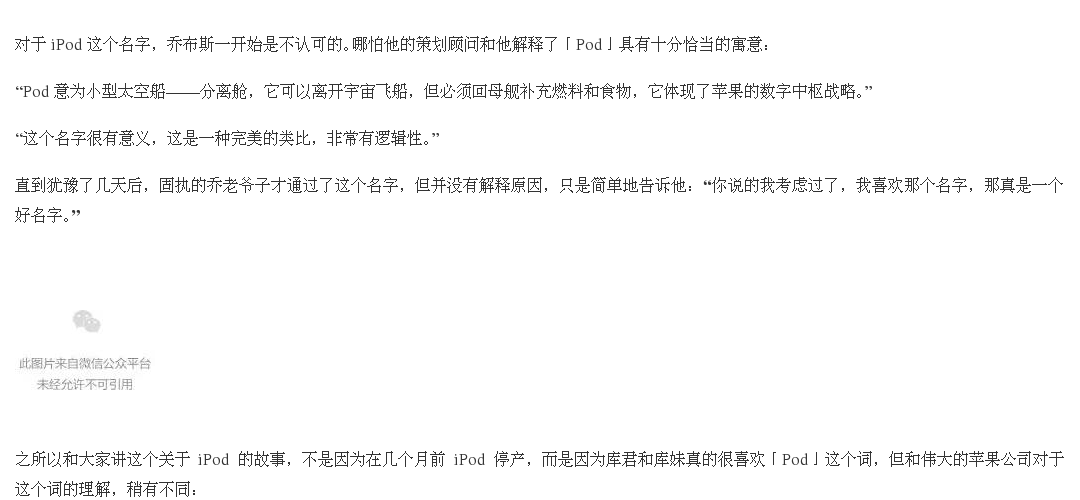 对于 iPod 这个名字，乔布斯一开始是不认可的。哪怕他的策划顾问和他解释了「Pod」具有十分恰当的寓意：
“Pod 意为小型太空船——分离舱，它可以离开宇宙飞船，但必须回母舰补充燃料和食物，它体现了苹果的数字中枢战略。”
“这个名字很有意义，这是一种完美的类比，非常有逻辑性。”
直到犹豫了几天后，固执的乔老爷子才通过了这个名字，但并没有解释原因，只是简单地告诉他：“你说的我考虑过了，我喜欢那个名字，那真是一个
好名字。”
此图片来自微信公众平台
未经允许不可引用
之所以和大家讲这个关于 iPod 的故事，不是因为在几个月前 iPod 停产，而是因为库君和库妹真的很喜欢「Pod」这个词，但和伟大的苹果公司对于
这个词的理解，稍有不同：